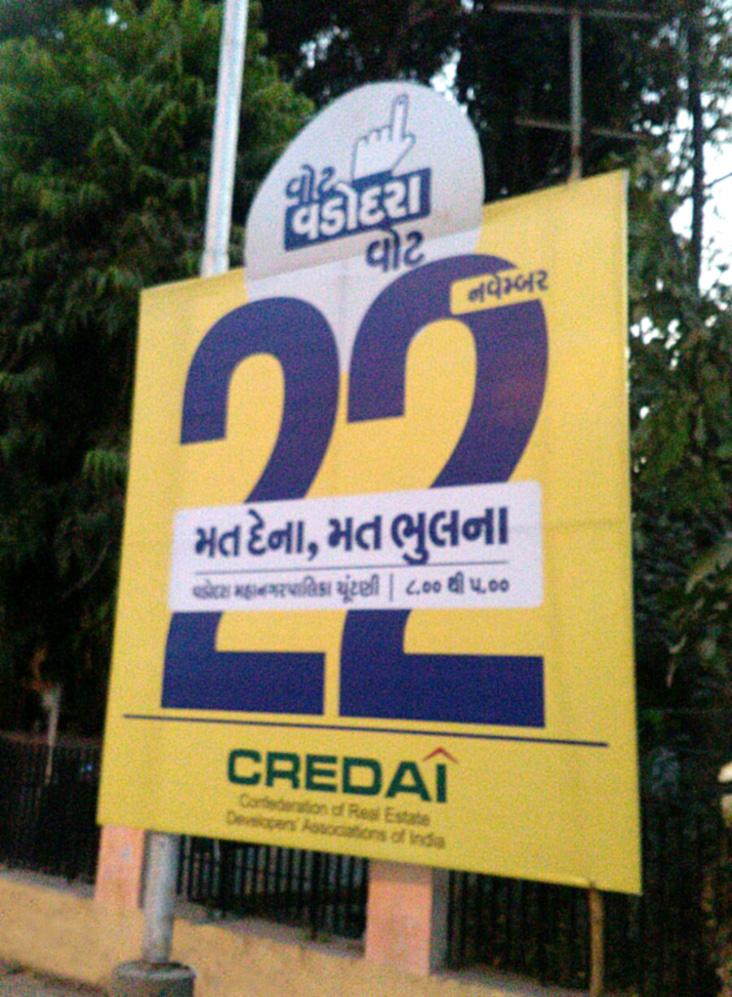 વોટ
વડોદરા
વોટ
22
નવેમ્બર
મત દેના, મત ભુલના
વડોદરા મહાનગરપાલિકા ચૂંટણી | ૮.૦૦ થી ૫.૦૦
CREDAI
Confederation of Real Estate
Developers' Associations of India